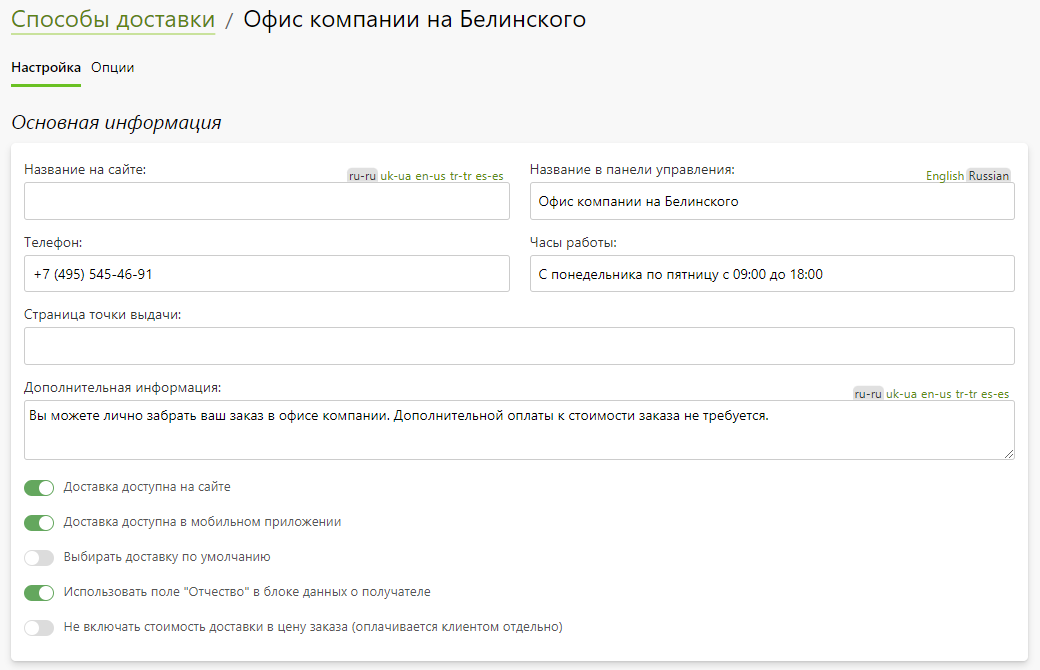 Способы доставки / Офис компании на Белинского
Настройка Опции
Основная информация
Название на сайте: ru-ru uk-ua en-us tr-tr es-es
Название в панели управления: English Russian
Офис компании на Белинского
Телефон:
Часы работы:
+7 (495) 545-46-91
С понедельника по пятницу с 09:00 до 18:00
Страница точки выдачи:
Дополнительная информация: ru-ru uk-ua en-us tr-tr es-es
Вы можете лично забрать ваш заказ в офисе компании. Дополнительной оплаты к стоимости заказа не требуется.
Доставка доступна на сайте
Доставка доступна в мобильном приложении
Выбирать доставку по умолчанию
Использовать поле "Отчество" в блоке данных о получателе
Не включать стоимость доставки в цену заказа (оплачивается клиентом отдельно)